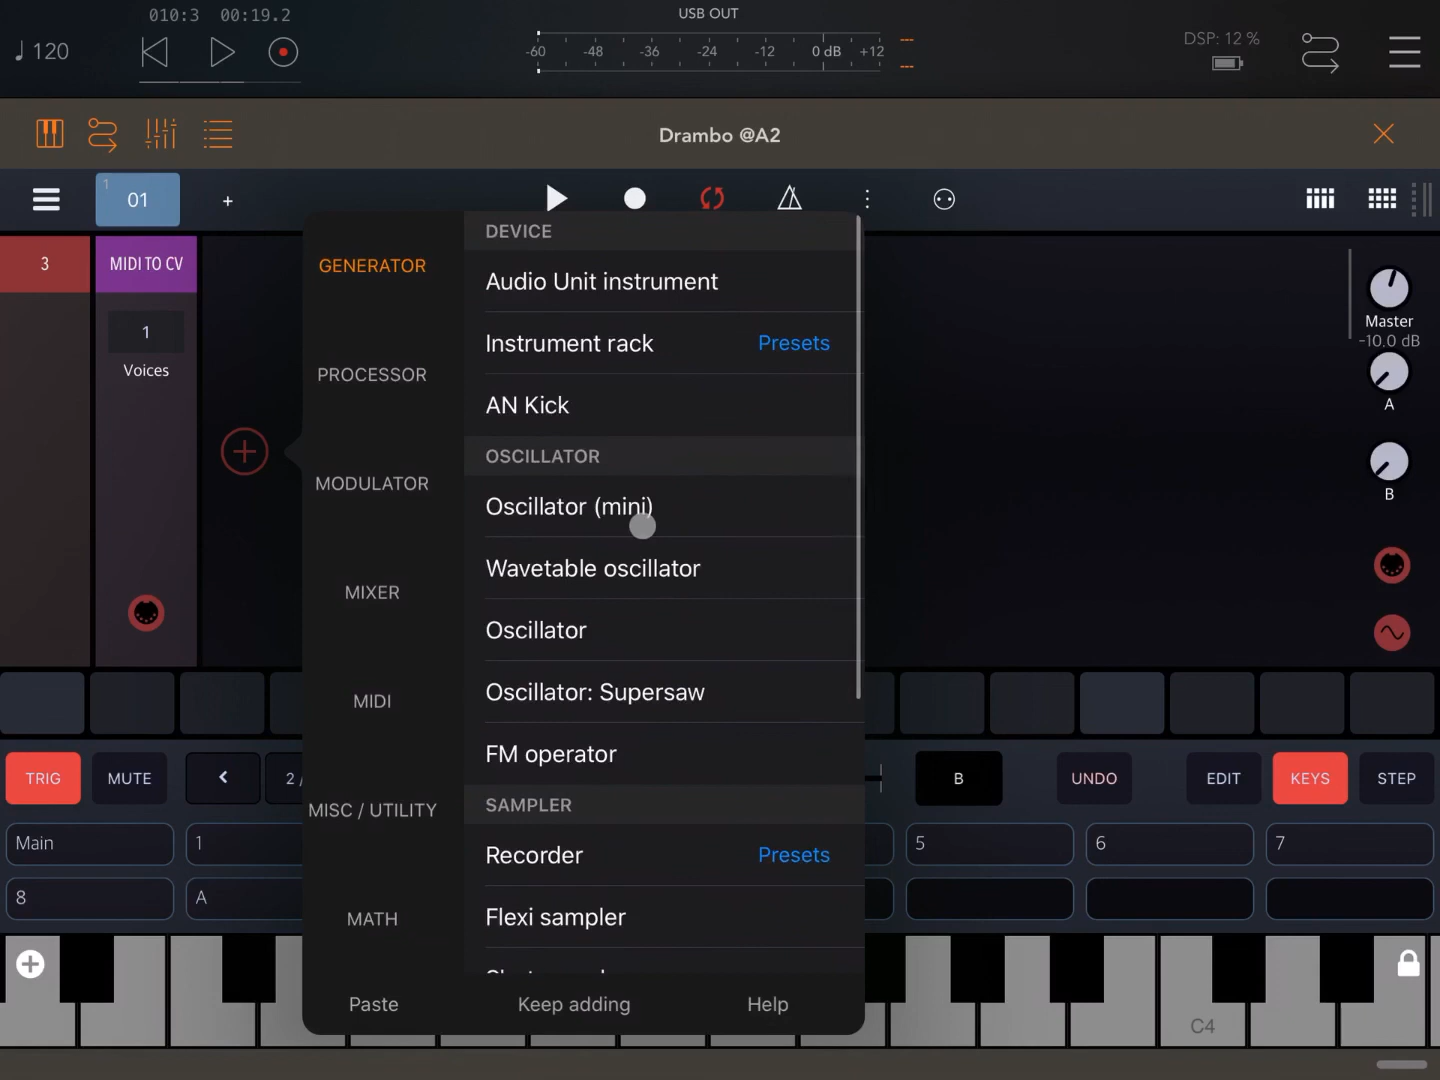 010:3 00:19.2
USB OUT
♩ 120
-60 -48 -36 -24 -12 0 dB +12
DSP: 12 %
Drambo @A2
1
01
+
3
MIDI TO CV
1
Voices
GENERATOR
PROCESSOR
MODULATOR
MIXER
MIDI
MISC / UTILITY
MATH
DEVICE
Audio Unit instrument
Instrument rack Presets
AN Kick
OSCILLATOR
Oscillator (mini)
Wavetable oscillator
Oscillator
Oscillator: Supersaw
FM operator
SAMPLER
Recorder Presets
Flexi sampler
Paste Keep adding Help
Master
-10.0 dB
A
B
TRIG MUTE < 2 / B UNDO EDIT KEYS STEP
Main 1 5 6 7
8 A
C4